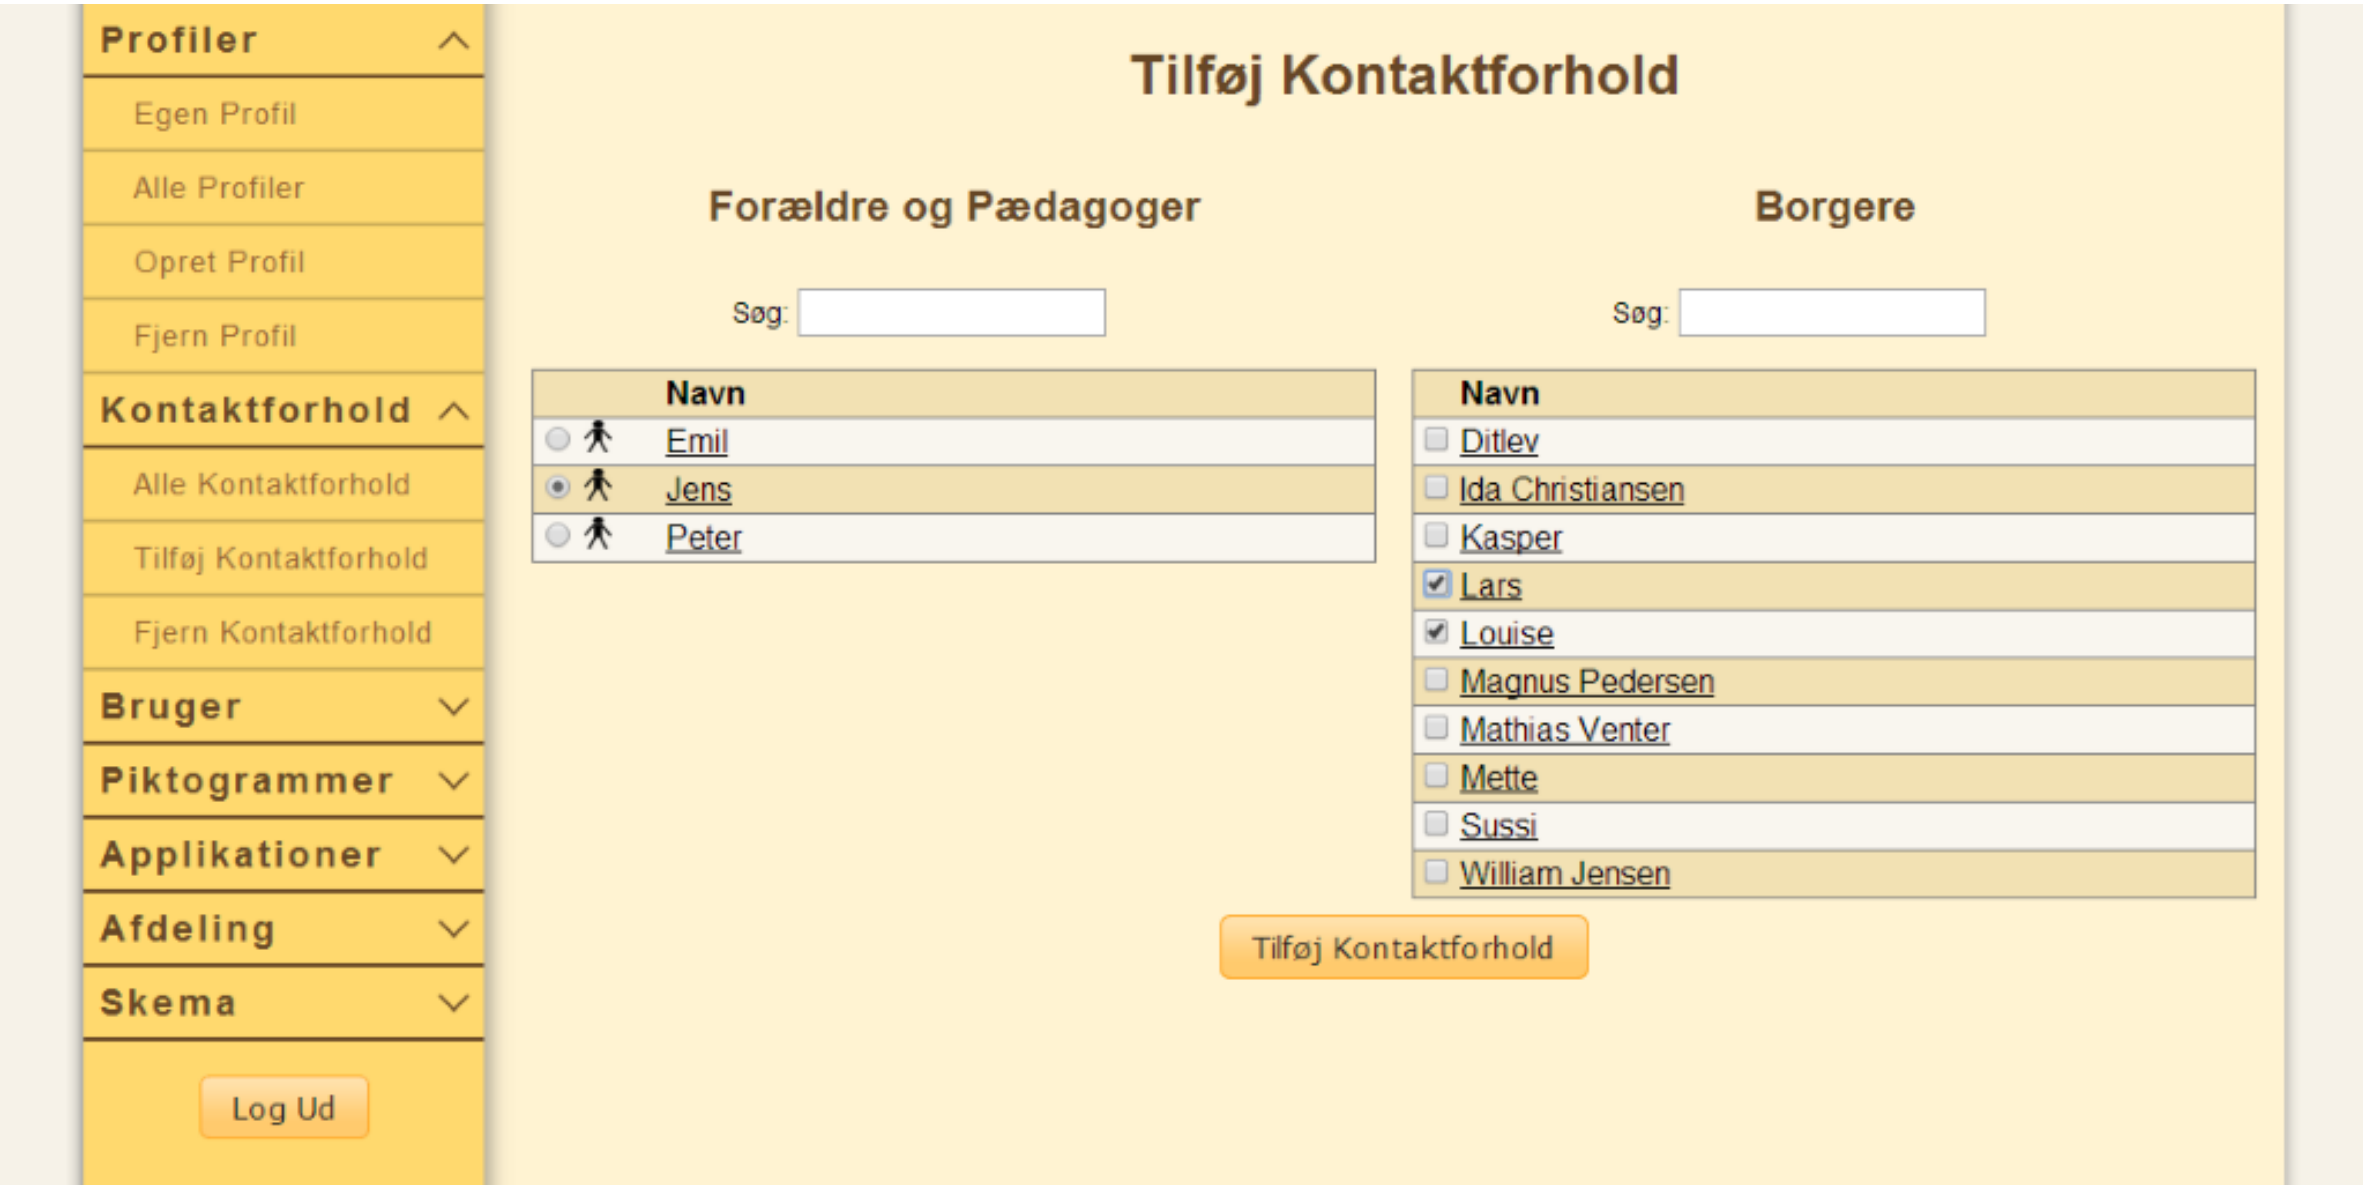 Profiler
Egen Profil
Alle Profiler
Opret Profil
Fjern Profil
Kontaktforhold
Alle Kontaktforhold
Tilføj Kontaktforhold
Fjern Kontaktforhold
Bruger
Piktogrammer
Applikationer
Afdeling
Skema
Log Ud
Tilføj Kontaktforhold
Forældre og Pædagoger
Søg:
Navn
Emil
Jens
Peter
Borgere
Søg:
Navn
Ditlev
Ida Christiansen
Kasper
Lars
Louise
Magnus Pedersen
Mathias Venter
Mette
Sussi
William Jensen
Tilføj Kontaktforhold